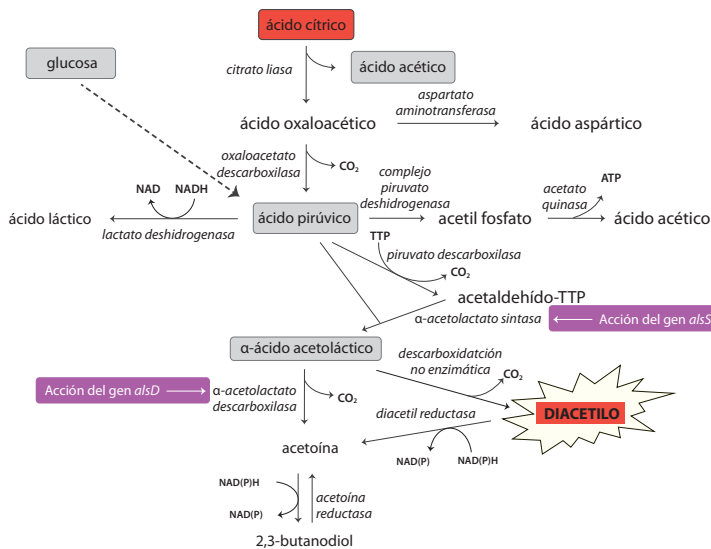 ácido cítrico
glucosa
citrato liasa
ácido acético
aspartato
aminotransferasa
ácido oxaloacético
ácido aspártico
oxaloacetato
descarboxilasa
CO₂
complejo
piruvato
deshidrogenasa
acetato
quinasa
ATP
NAD
NADH
ácido láctico
lactato deshidrogenasa
ácido pirúvico
acetil fosfato
ácido acético
TTP
piruvato descarboxilasa
CO₂
acetaldehído-TTP
α-acetolactato sintasa
Acción del gen alsS
α-ácido acetoláctico
descarboxidatción
no enzimática
CO₂
Acción del gen alsD
α-acetolactato
descarboxilasa
CO₂
diacetil reductasa
DIACETILO
acetoína
NAD(P)
NAD(P)H
NAD(P)H
NAD(P)
acetoína
reductasa
2,3-butanodiol